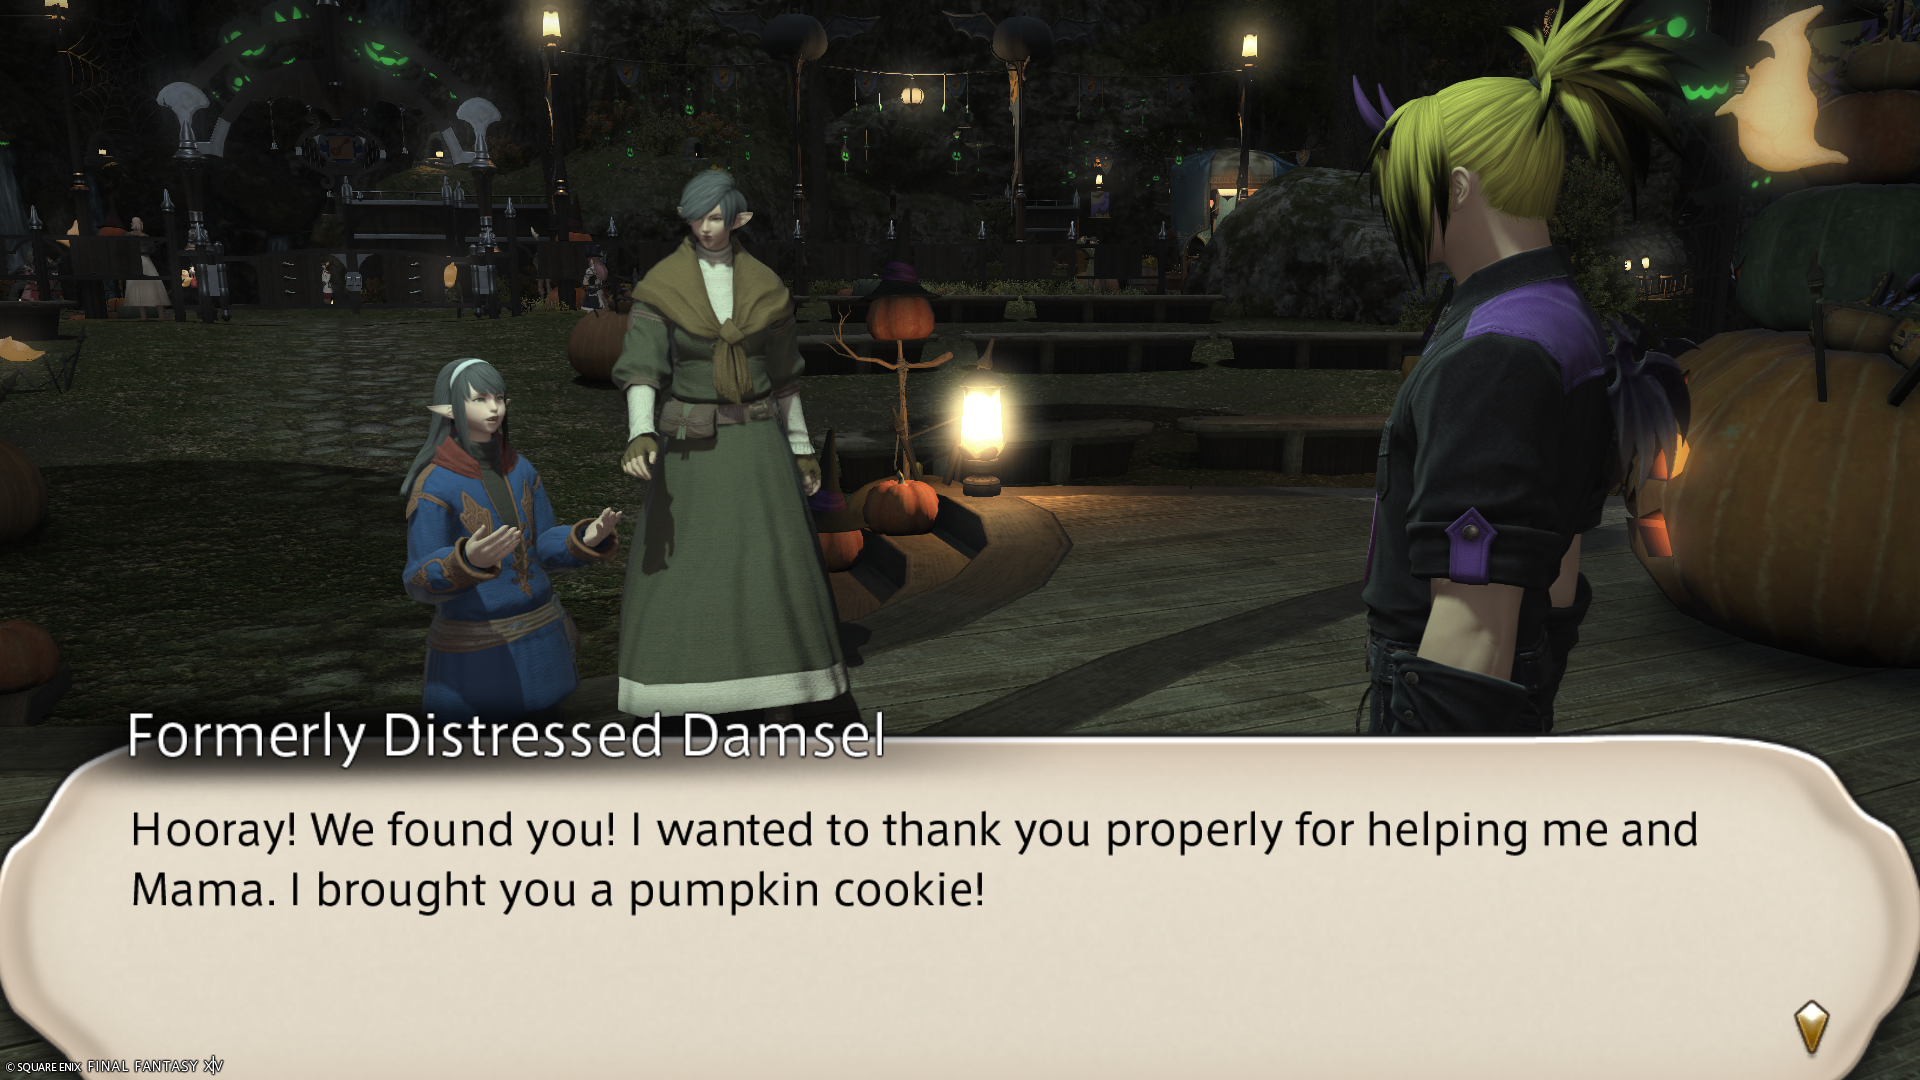 Formerly Distressed Damsel
Hooray! We found you! I wanted to thank you properly for helping me and
Mama. I brought you a pumpkin cookie!
© SQUARE ENIX FINAL FANTASY XIV